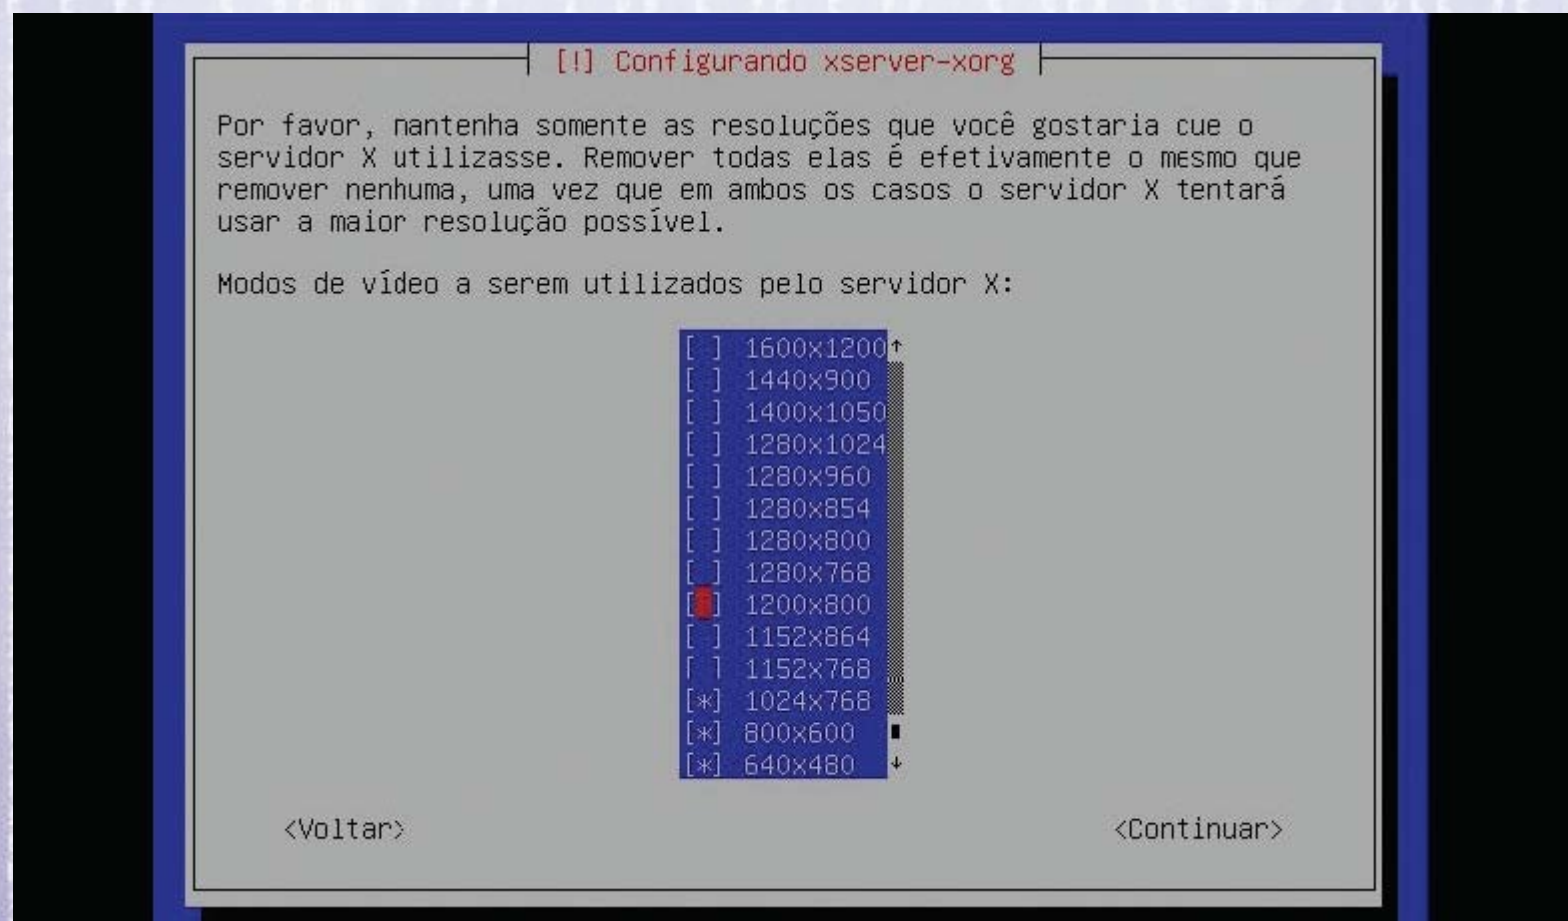 [!] Configurando xserver-xorg
Por favor, nantenha somente as resoluções que você gostaria cue o
servidor X utilizasse. Remover todas elas é efetivamente o mesmo que
remover nenhuma, uma vez que em ambos os casos o servidor X tentará
usar a maior resolução possível.
Modos de vídeo a serem utilizados pelo servidor X:
[ ] 1600x1200
[ ] 1440x900
[ ] 1400x1050
[ ] 1280x1024
[ ] 1280x960
[ ] 1280x854
[ ] 1280x800
[ ] 1280x768
[ ] 1200x800
[ ] 1152x864
[ ] 1152x768
[*] 1024x768
[*] 800x600
[*] 640x480
<Voltar> <Continuar>